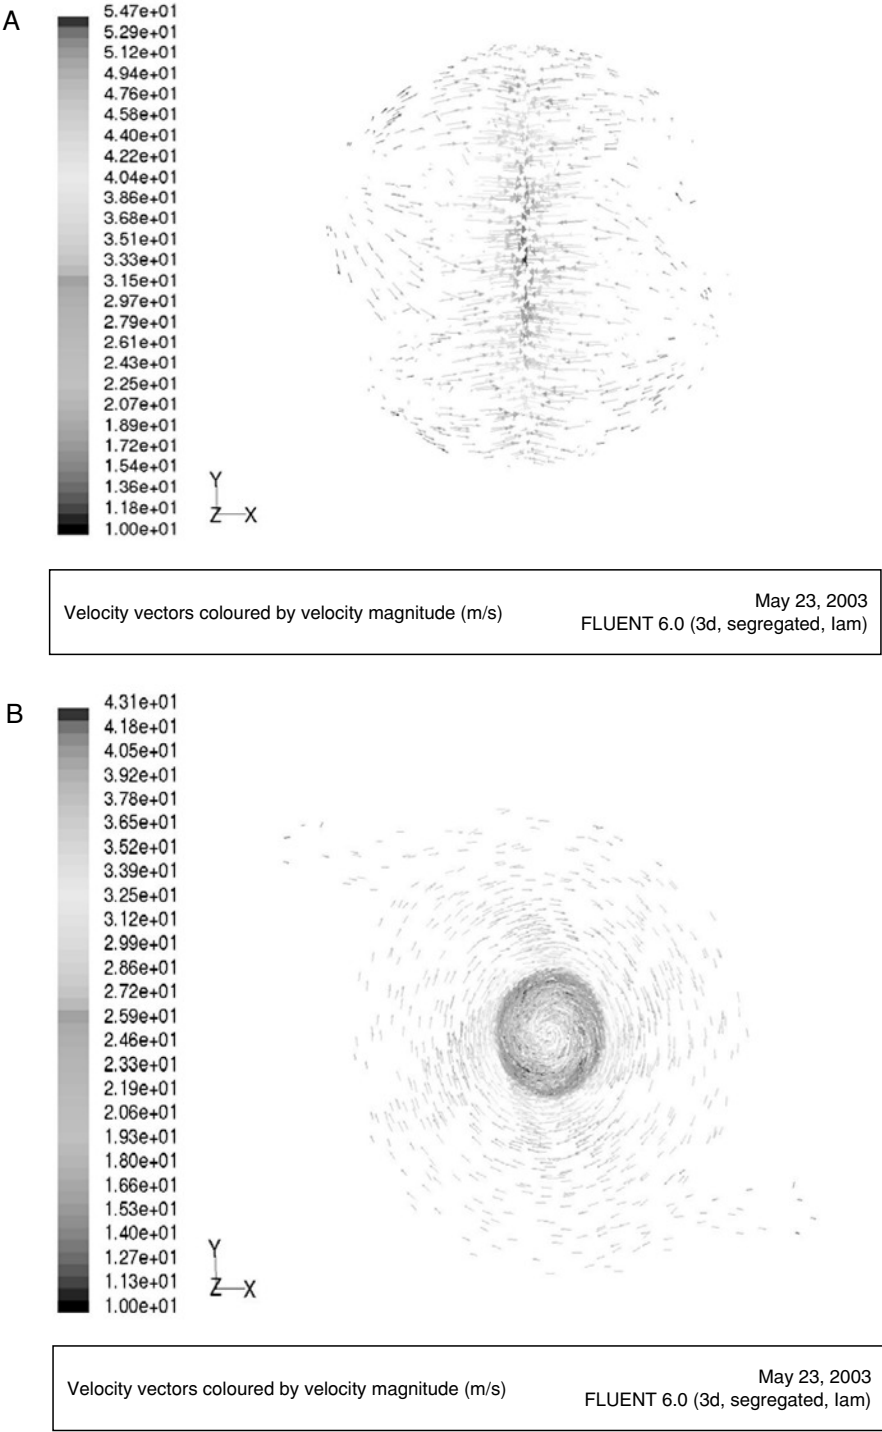 A
5.47e+01
5.29e+01
5.12e+01
4.94e+01
4.76e+01
4.58e+01
4.40e+01
4.22e+01
4.04e+01
3.86e+01
3.68e+01
3.51e+01
3.33e+01
3.15e+01
2.97e+01
2.79e+01
2.61e+01
2.43e+01
2.25e+01
2.07e+01
1.89e+01
1.72e+01
1.54e+01
1.36e+01
1.18e+01
1.00e+01
Y
Z X
Velocity vectors coloured by velocity magnitude (m/s)
May 23, 2003
FLUENT 6.0 (3d, segregated, lam)
B
4.31e+01
4.18e+01
4.05e+01
3.92e+01
3.78e+01
3.65e+01
3.52e+01
3.39e+01
3.25e+01
3.12e+01
2.99e+01
2.86e+01
2.72e+01
2.59e+01
2.46e+01
2.33e+01
2.19e+01
2.06e+01
1.93e+01
1.80e+01
1.66e+01
1.53e+01
1.40e+01
1.27e+01
1.13e+01
1.00e+01
Y
Z X
Velocity vectors coloured by velocity magnitude (m/s)
May 23, 2003
FLUENT 6.0 (3d, segregated, lam)